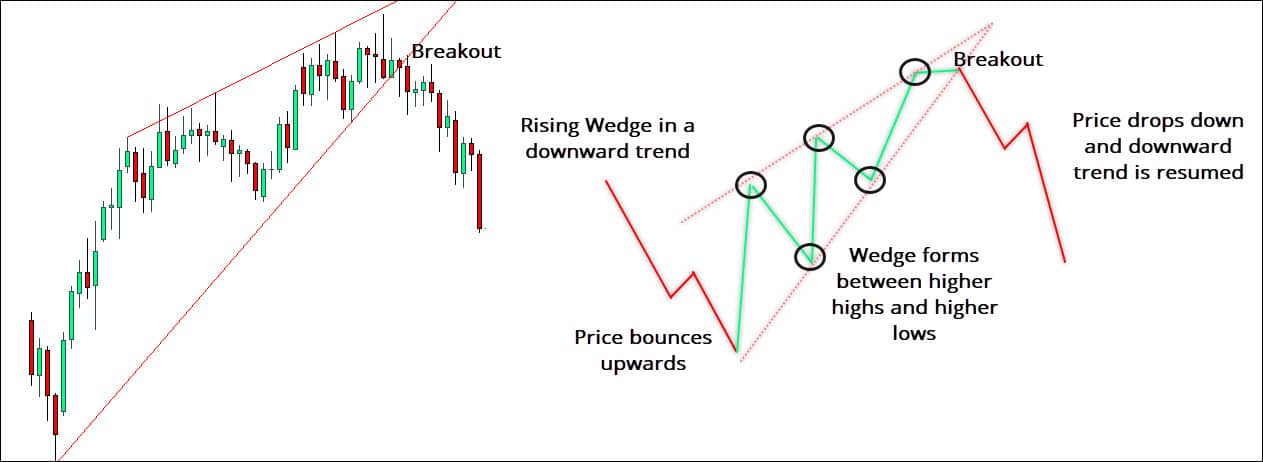 Breakout
Rising Wedge in a
downward trend
Price bounces
upwards
Wedge forms
between higher
highs and higher
lows
Breakout
Price drops down
and downward
trend is resumed